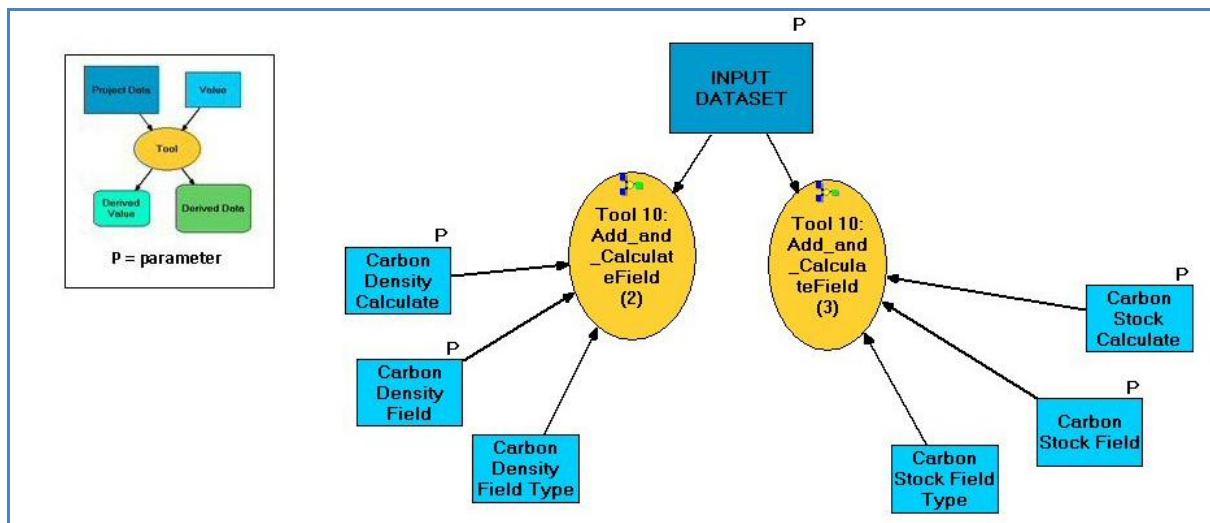 Project Data
Value
Tool
Derived
Value
Derived Data
P = parameter
P
INPUT
DATASET
Tool 10:
Add_and
_Calculat
eField
(2)
Tool 10:
Add_and
_Calcula
teField
(3)
P
Carbon
Density
Calculate
P
Carbon
Density
Field
Carbon
Density
Field Type
P
Carbon
Stock
Calculate
P
Carbon
Stock Field
Carbon
Stock Field
Type